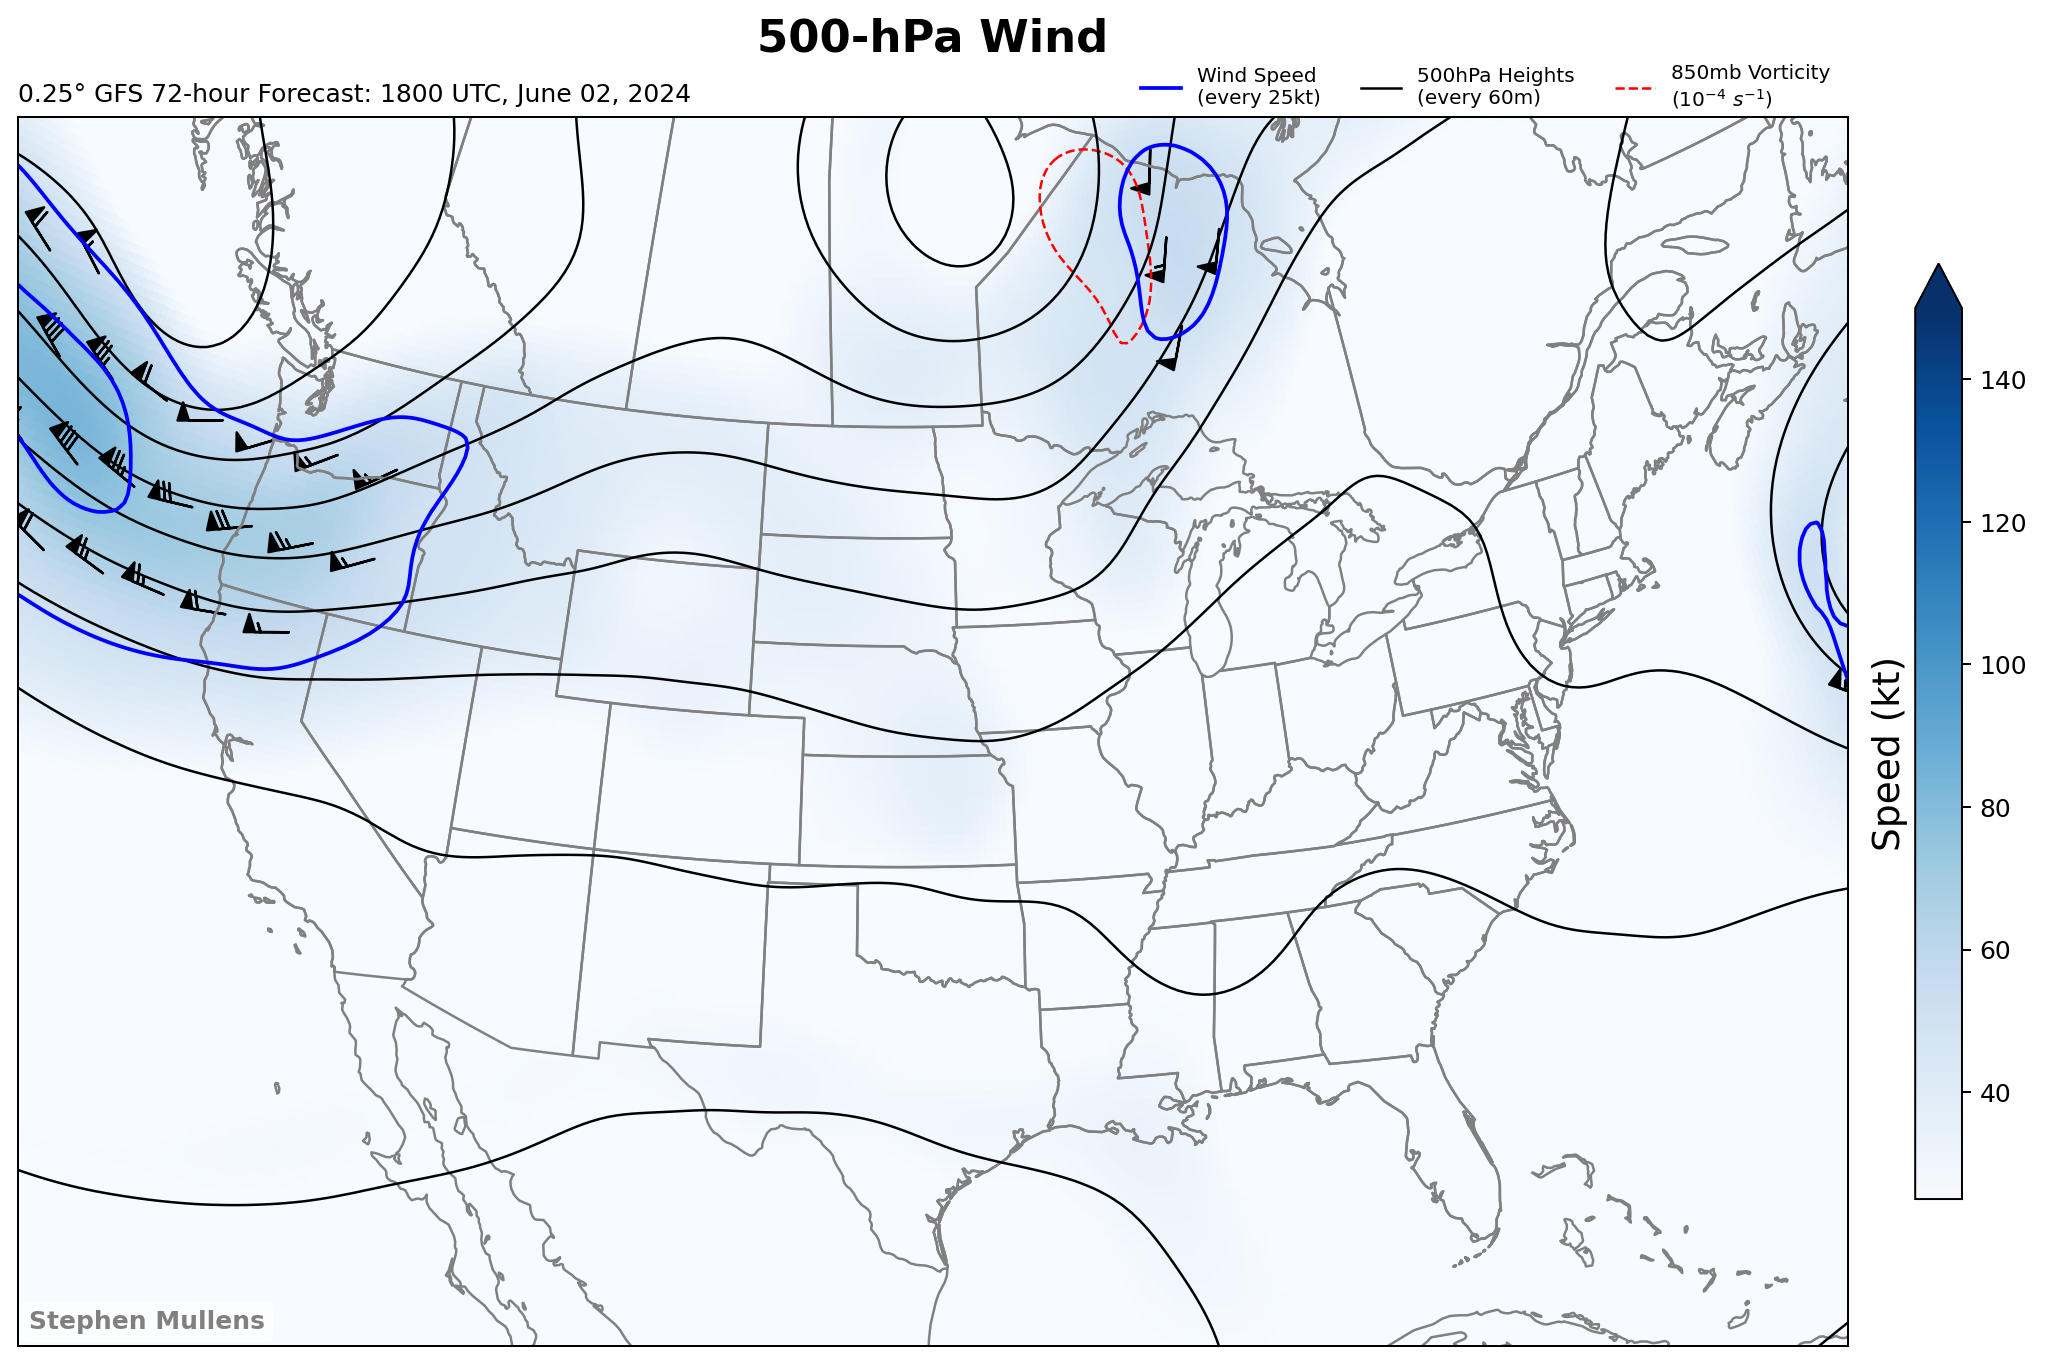 500-hPa Wind
0.25° GFS 72-hour Forecast: 1800 UTC, June 02, 2024
Wind Speed
(every 25kt)
500hPa Heights
(every 60m)
850mb Vorticity
(10⁻⁴ s⁻¹)
140
120
100
80
60
40
Speed (kt)
Stephen Mullens